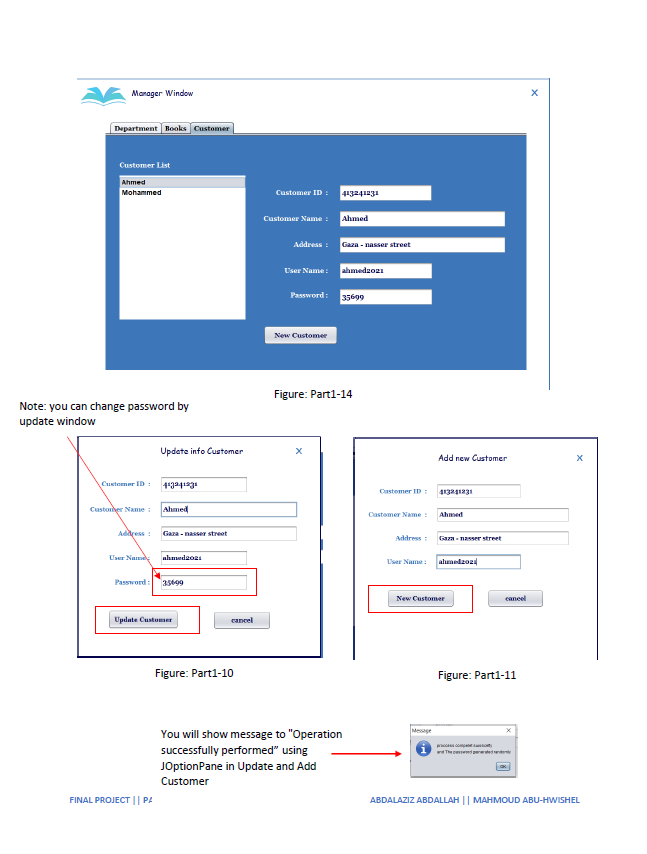 Manager Window
X
Department Books Customer
Customer List
Ahmed
Mohammed
Customer ID : 413241231
Customer Name : Ahmed
Address : Gaza - nasser street
User Name : ahmed2021
Password : 35699
New Customer
Figure: Part1-14
Note: you can change password by
update window
Update info Customer
X
Customer ID : 413241231
Customer Name : Ahmed
Address : Gaza - nasser street
User Name: ahmed2021
Password : 35699
Update Customer cancel
Figure: Part1-10
Add new Customer
X
Customer ID : 413241231
Customer Name : Ahmed
Address : Gaza - nasser street
User Name : ahmed2021
New Customer cancel
Figure: Part1-11
You will show message to "Operation
successfully performed” using
JOptionPane in Update and Add
Customer
Message
X
and The password generated randomle
OK
FINAL PROJECT || PA
ABDALAZIZ ABDALLAH || MAHMOUD ABU-HWISHEL